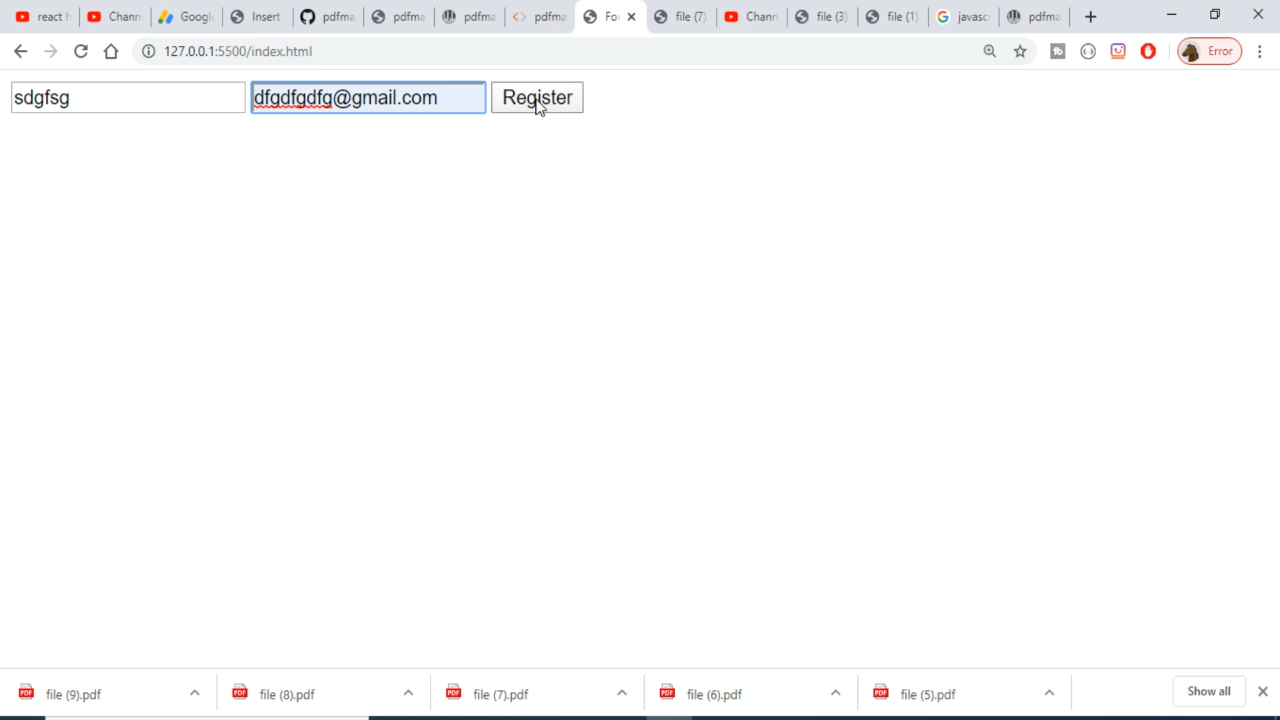 react h
Chann
Google
Insert
pdfma
pdfma
pdfma
pdfma
Fo
file (7)
Chann
file (3)
file (1)
javasc
pdfma
127.0.0.1:5500/index.html
Error
sdgfsg
dfgdfgdfg@gmail.com
Register
file (9).pdf
file (8).pdf
file (7).pdf
file (6).pdf
file (5).pdf
Show all